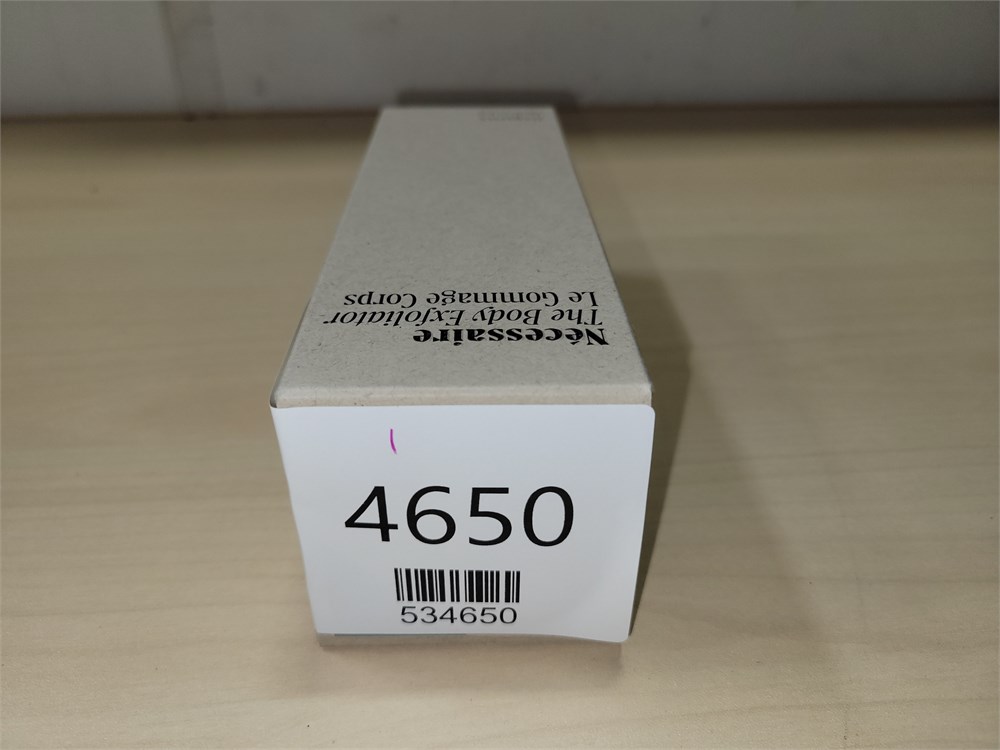 Nécessaire
The Body Exfoliator
Le Gommage Corps
4650
534650